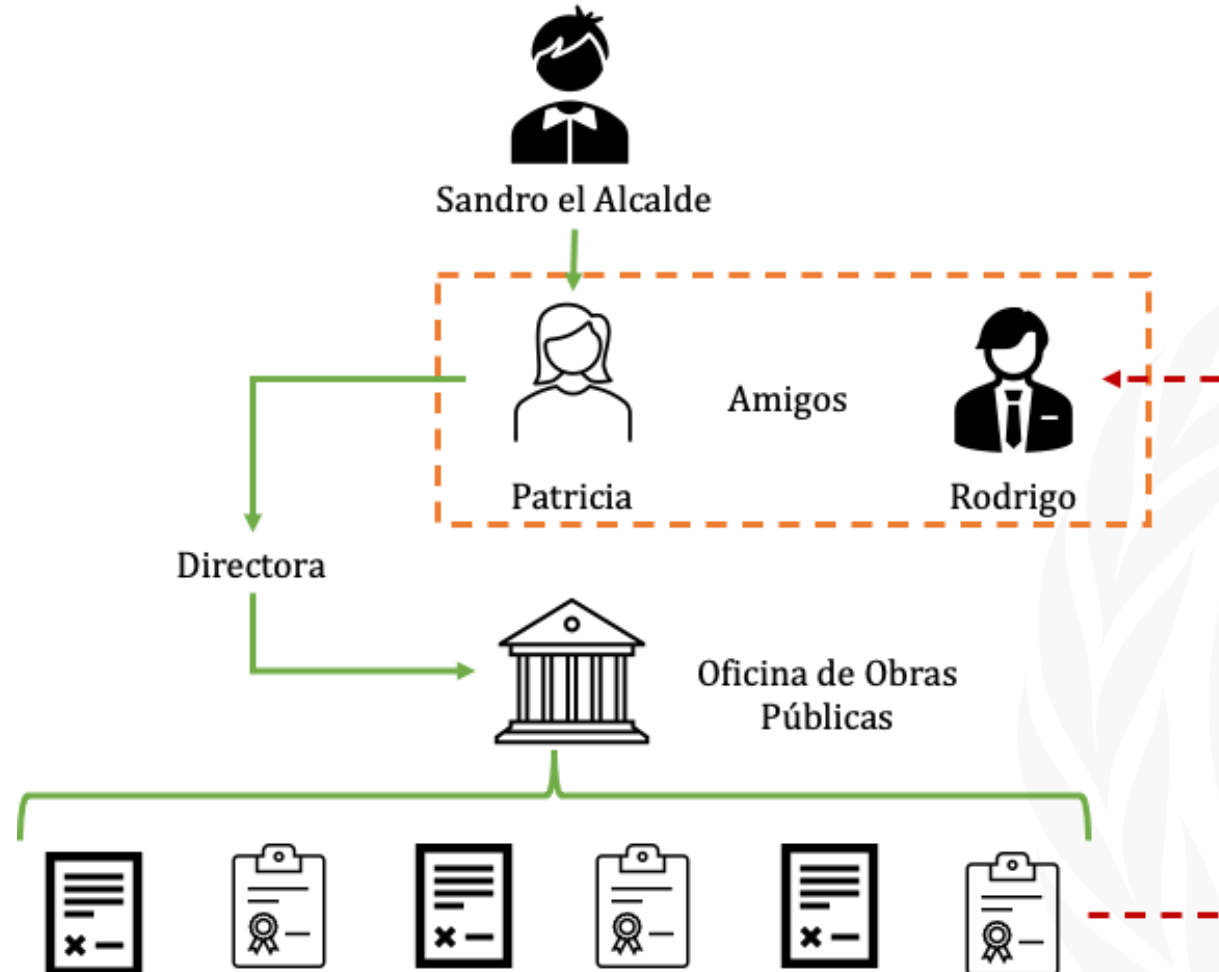 Sandro el Alcalde
Amigos
Patricia
Rodrigo
Directora
Oficina de Obras
Públicas